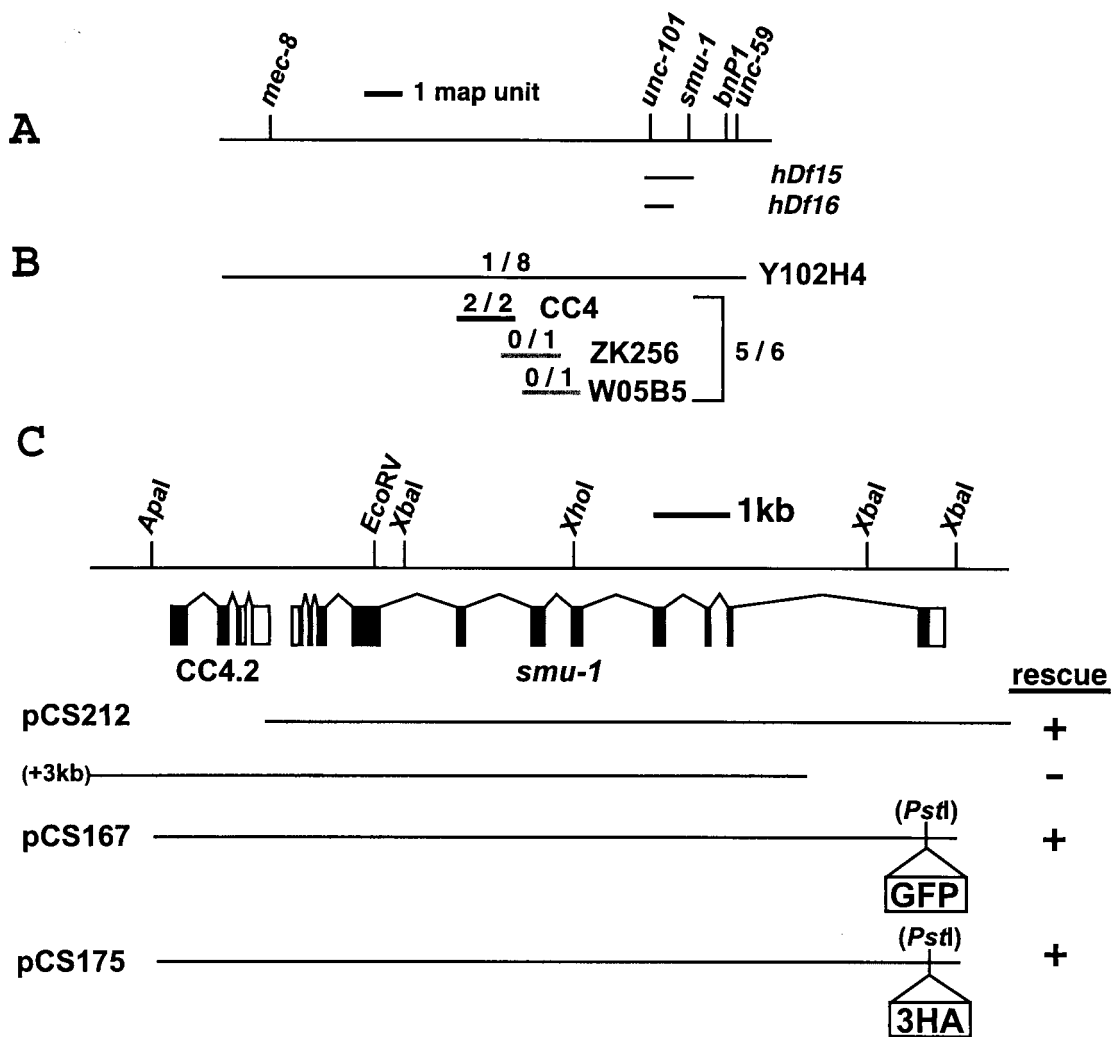 mec-8
unc-101
smu-1
bnP1
unc-59
1 map unit
A
hDf15
hDf16
B
1 / 8
Y102H4
2 / 2
CC4
0 / 1
ZK256
5 / 6
0 / 1
W05B5
C
ApaI
EcoRV
XbaI
XhoI
1kb
XbaI
XbaI
CC4.2
smu-1
rescue
pCS212
+
(+3kb)
-
(PstI)
pCS167
+
GFP
(PstI)
pCS175
+
3HA